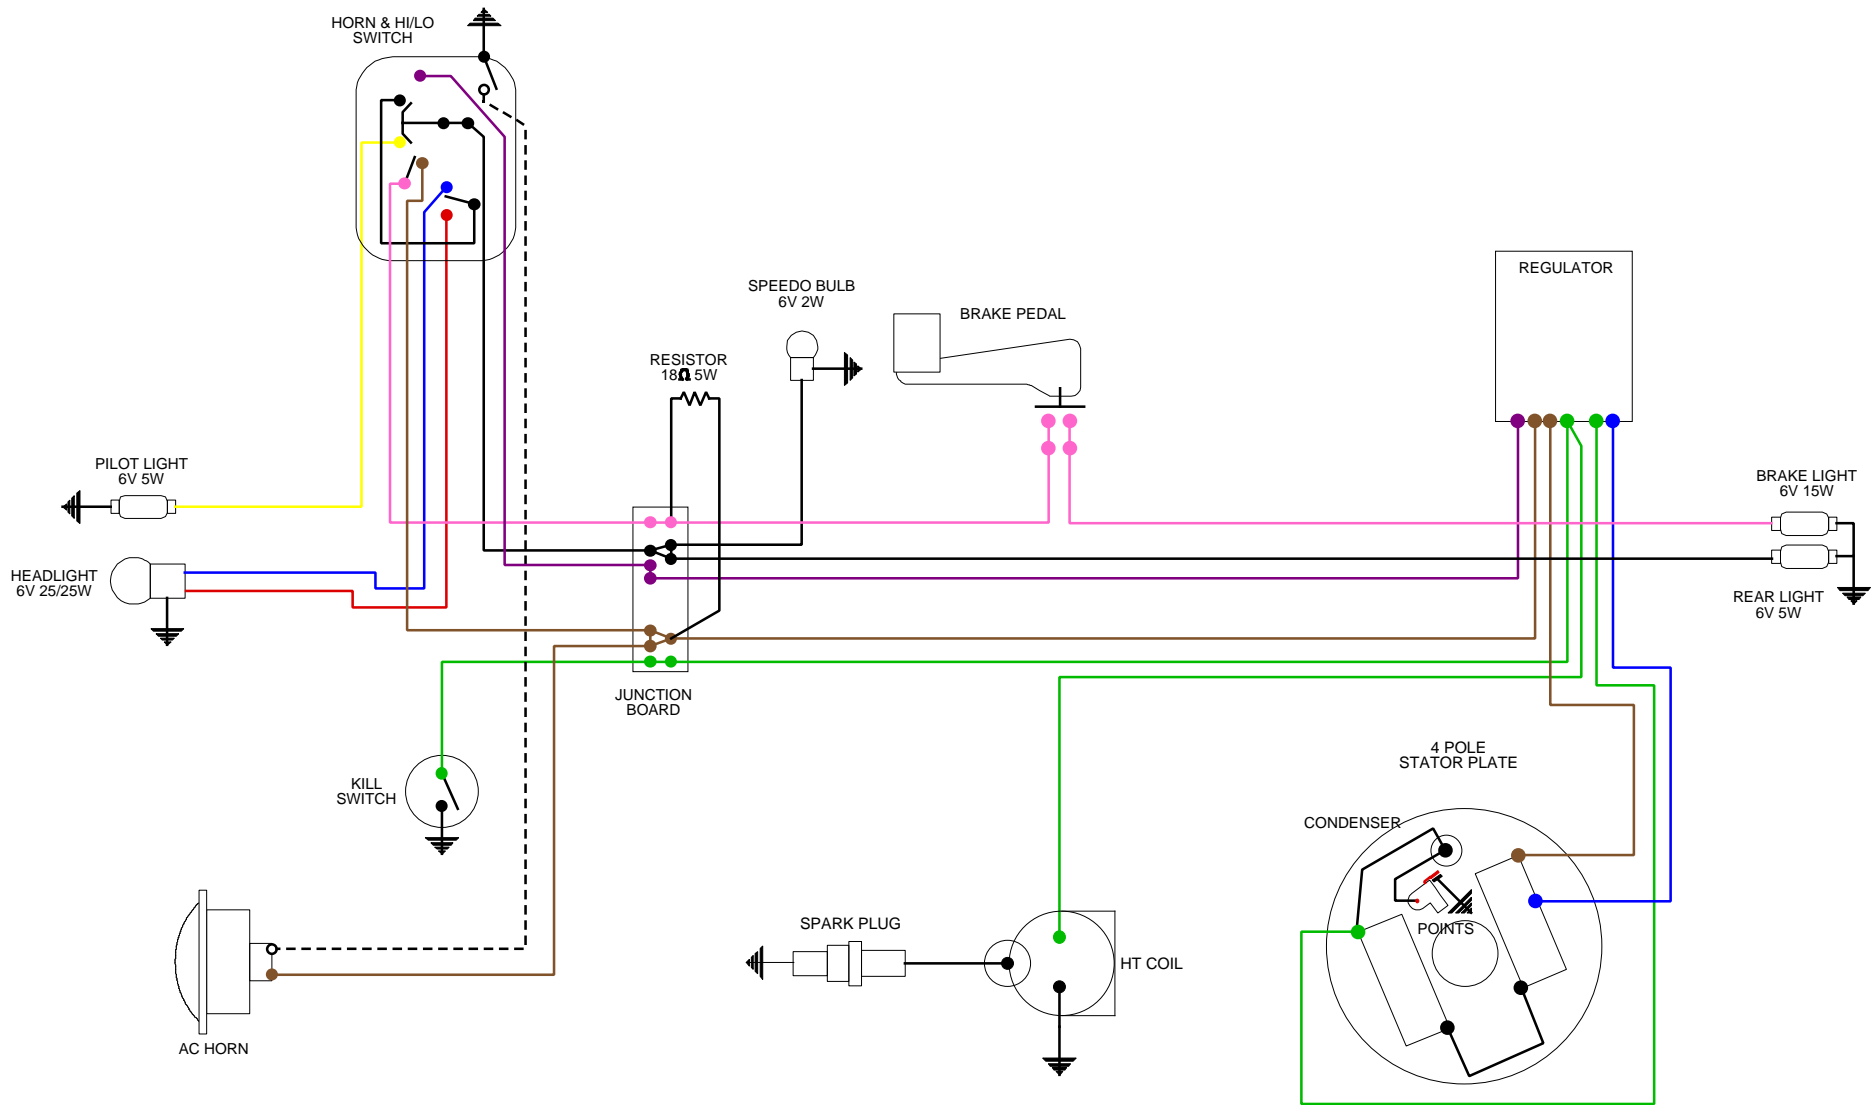 HORN & HI/LO
SWITCH
REGULATOR
SPEEDO BULB
6V 2W
BRAKE PEDAL
RESISTOR
18Ω 5W
PILOT LIGHT
6V 5W
BRAKE LIGHT
6V 15W
HEADLIGHT
6V 25/25W
REAR LIGHT
6V 5W
JUNCTION
BOARD
4 POLE
STATOR PLATE
KILL
SWITCH
CONDENSER
SPARK PLUG
POINTS
HT COIL
AC HORN